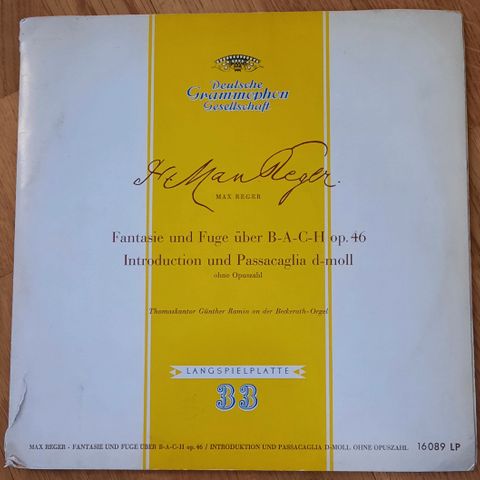 Deutsche
Grammophon
Gesellschaft
Max Reger.
MAX REGER
Fantasie und Fuge über B-A-C-H op. 46
Introduction und Passacaglia d-moll
ohne Opuszahl
Thomaskantor Günther Ramin an der Beckerath-Orgel
LANGSPIELPLATTE
33
MAX REGER - FANTASIE UND FUGE ÜBER B-A-C-H op. 46 / INTRODUKTION UND PASSACAGLIA D-MOLL OHNE OPUSZAHL 16089 LP